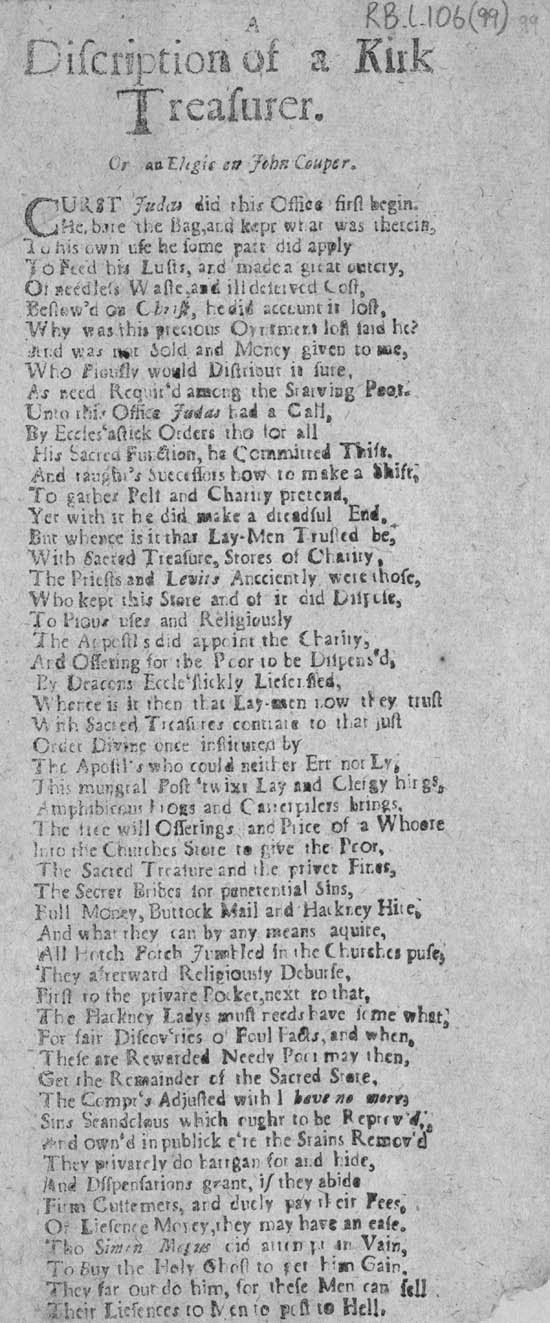 RB.l.106(99) 99
A
Diſcription of a Kirk
Treaſurer.
Or an Elegie on John Couper.
CURST Judas did this Office firſt begin.
He, bare the Bag, and kept what was therein,
To his own uſe he ſome part did apply
To Feed his Luſts, and made a great outcry,
Of needleſs Waſte, and ill deſerved Coſt,
Beſtow'd on Chriſt, he did account it loſt,
Why was this precious Oyntment loſt ſaid he?
And was not Sold and Money given to me,
Who Piouſly would Diſtribut it ſure,
As need Requir'd among the Starving Poor.
Unto this Office Judas had a Call,
By Eccleſ'aſtick Orders tho for all
His Sacred Function, he Committed Thift.
And taught's Succeſſors how to make a Shift,
To gather Pelf and Charity pretend,
Yet with it he did make a dreadful End,
But whence is it that Lay-Men Truſted be,
With Sacred Treaſure, Stores of Charity,
The Prieſts and Levits Ancciently were thoſe,
Who kept this Store and of it did Diſpoſe,
To Pious uſes and Religiouſly
The Appoſtl s did appoint the Charity,
And Offering for the Poor to be Diſpens'd,
By Deacons Eccle'ſtickly Lieſenſed,
Whence is it then that Lay-men now they truſt
With Sacred Treaſures contrare to that juſt
Order Divine once inſtituted by
The Apoſtl's who could neither Err nor Ly,
This mungral Poſt 'twixt Lay and Clergy hings,
Amphibicous Frogs and Catterpilers brings.
The free will Offerings and Price of a Whoore
Into the Churches Store to give the Poor,
The Sacred Treaſure and the privet Fines,
The Secret Bribes for penetential Sins,
Full Money, Buttock Mail and Hackney Hire,
And what they can by any means aquire,
All Hotch Potch Jumbled in the Churches puſe,
They afterward Religiouſly Deburſe,
Firſt to the private Pocket, next to that,
The Hackney Ladys muſt needs have ſome what,
For fair Diſcov'ries o' Foul Facts, and when,
Theſe are Rewarded Needy Poor may then,
Get the Remainder of the Sacred Store,
The Compt's Adjuſted with I have no more,
Sins Scandelous which ought to be Reprov'd,
And own'd in publick e're the Stains Remov'd
They privately do bargan for and hide,
And Dſſpenſations grant, if they abide
Firm Cuſtemers, and duely pay their Fees,
Or Lieſence Money, they may have an eaſe.
Tho Simon Magus did attempt in Vain,
To Buy the Holy Ghoſt to get him Gain.
They far out do him, for theſe Men can ſell
Their Lieſences to Men to poſt to Hell.